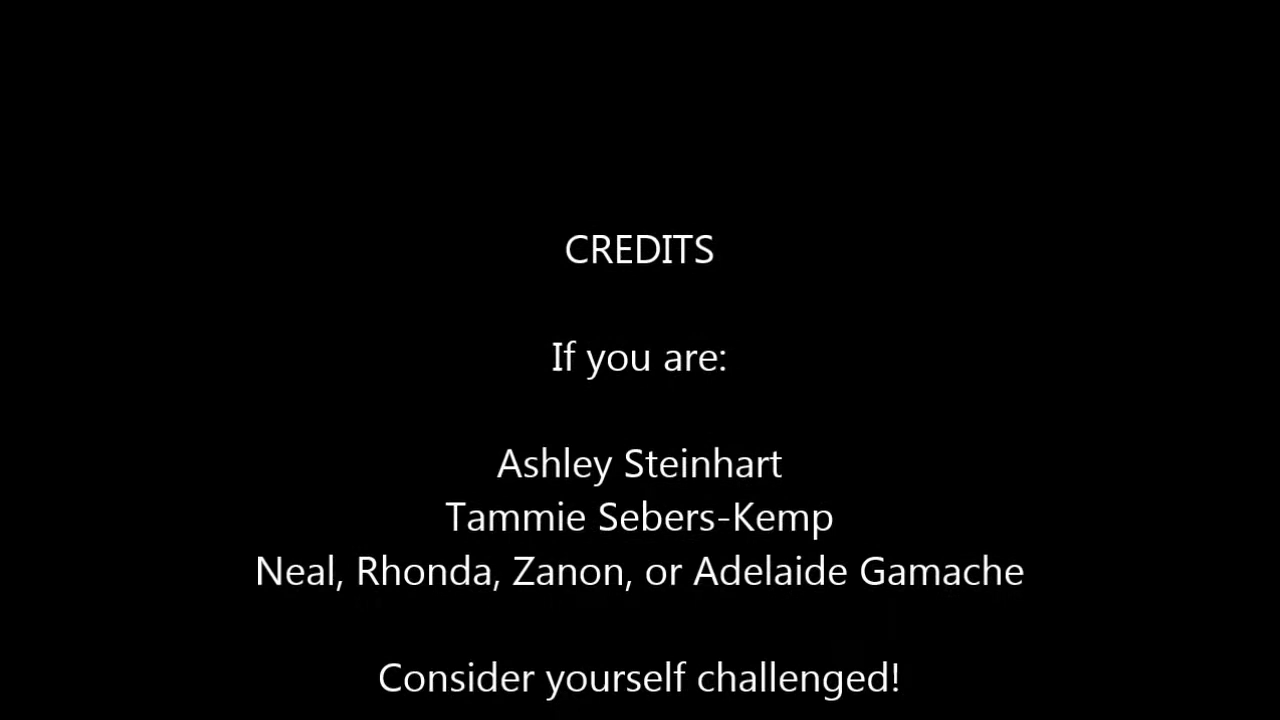 CREDITS
If you are:
Ashley Steinhart
Tammie Sebers-Kemp
Neal, Rhonda, Zanon, or Adelaide Gamache
Consider yourself challenged!